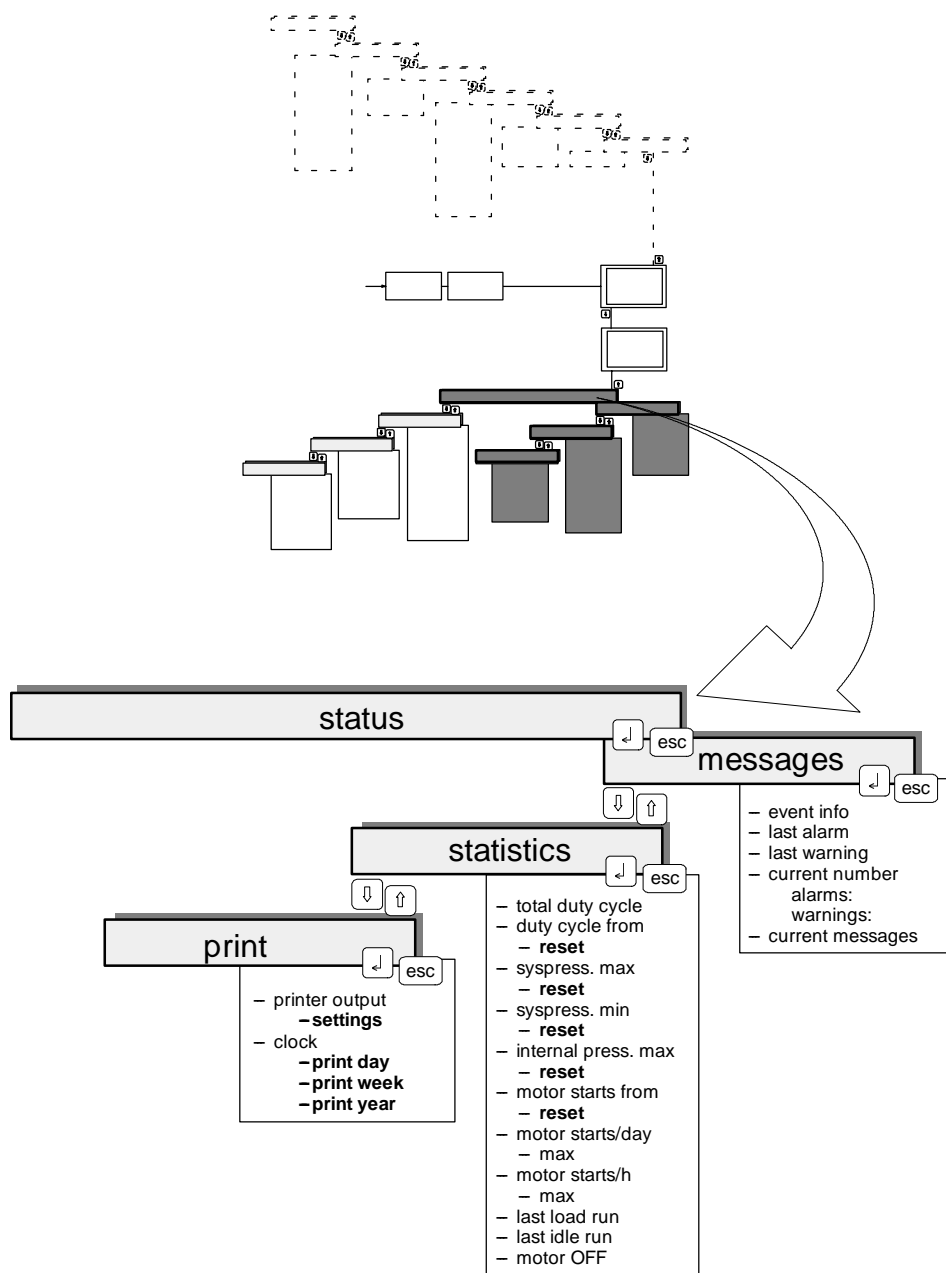 status
esc
messages
esc
– event info
– last alarm
– last warning
– current number
alarms:
warnings:
– current messages
statistics
esc
– total duty cycle
– duty cycle from
– reset
– syspress. max
– reset
– syspress. min
– reset
– internal press. max
– reset
– motor starts from
– reset
– motor starts/day
– max
– motor starts/h
– max
– last load run
– last idle run
– motor OFF
print
esc
– printer output
– settings
– clock
– print day
– print week
– print year